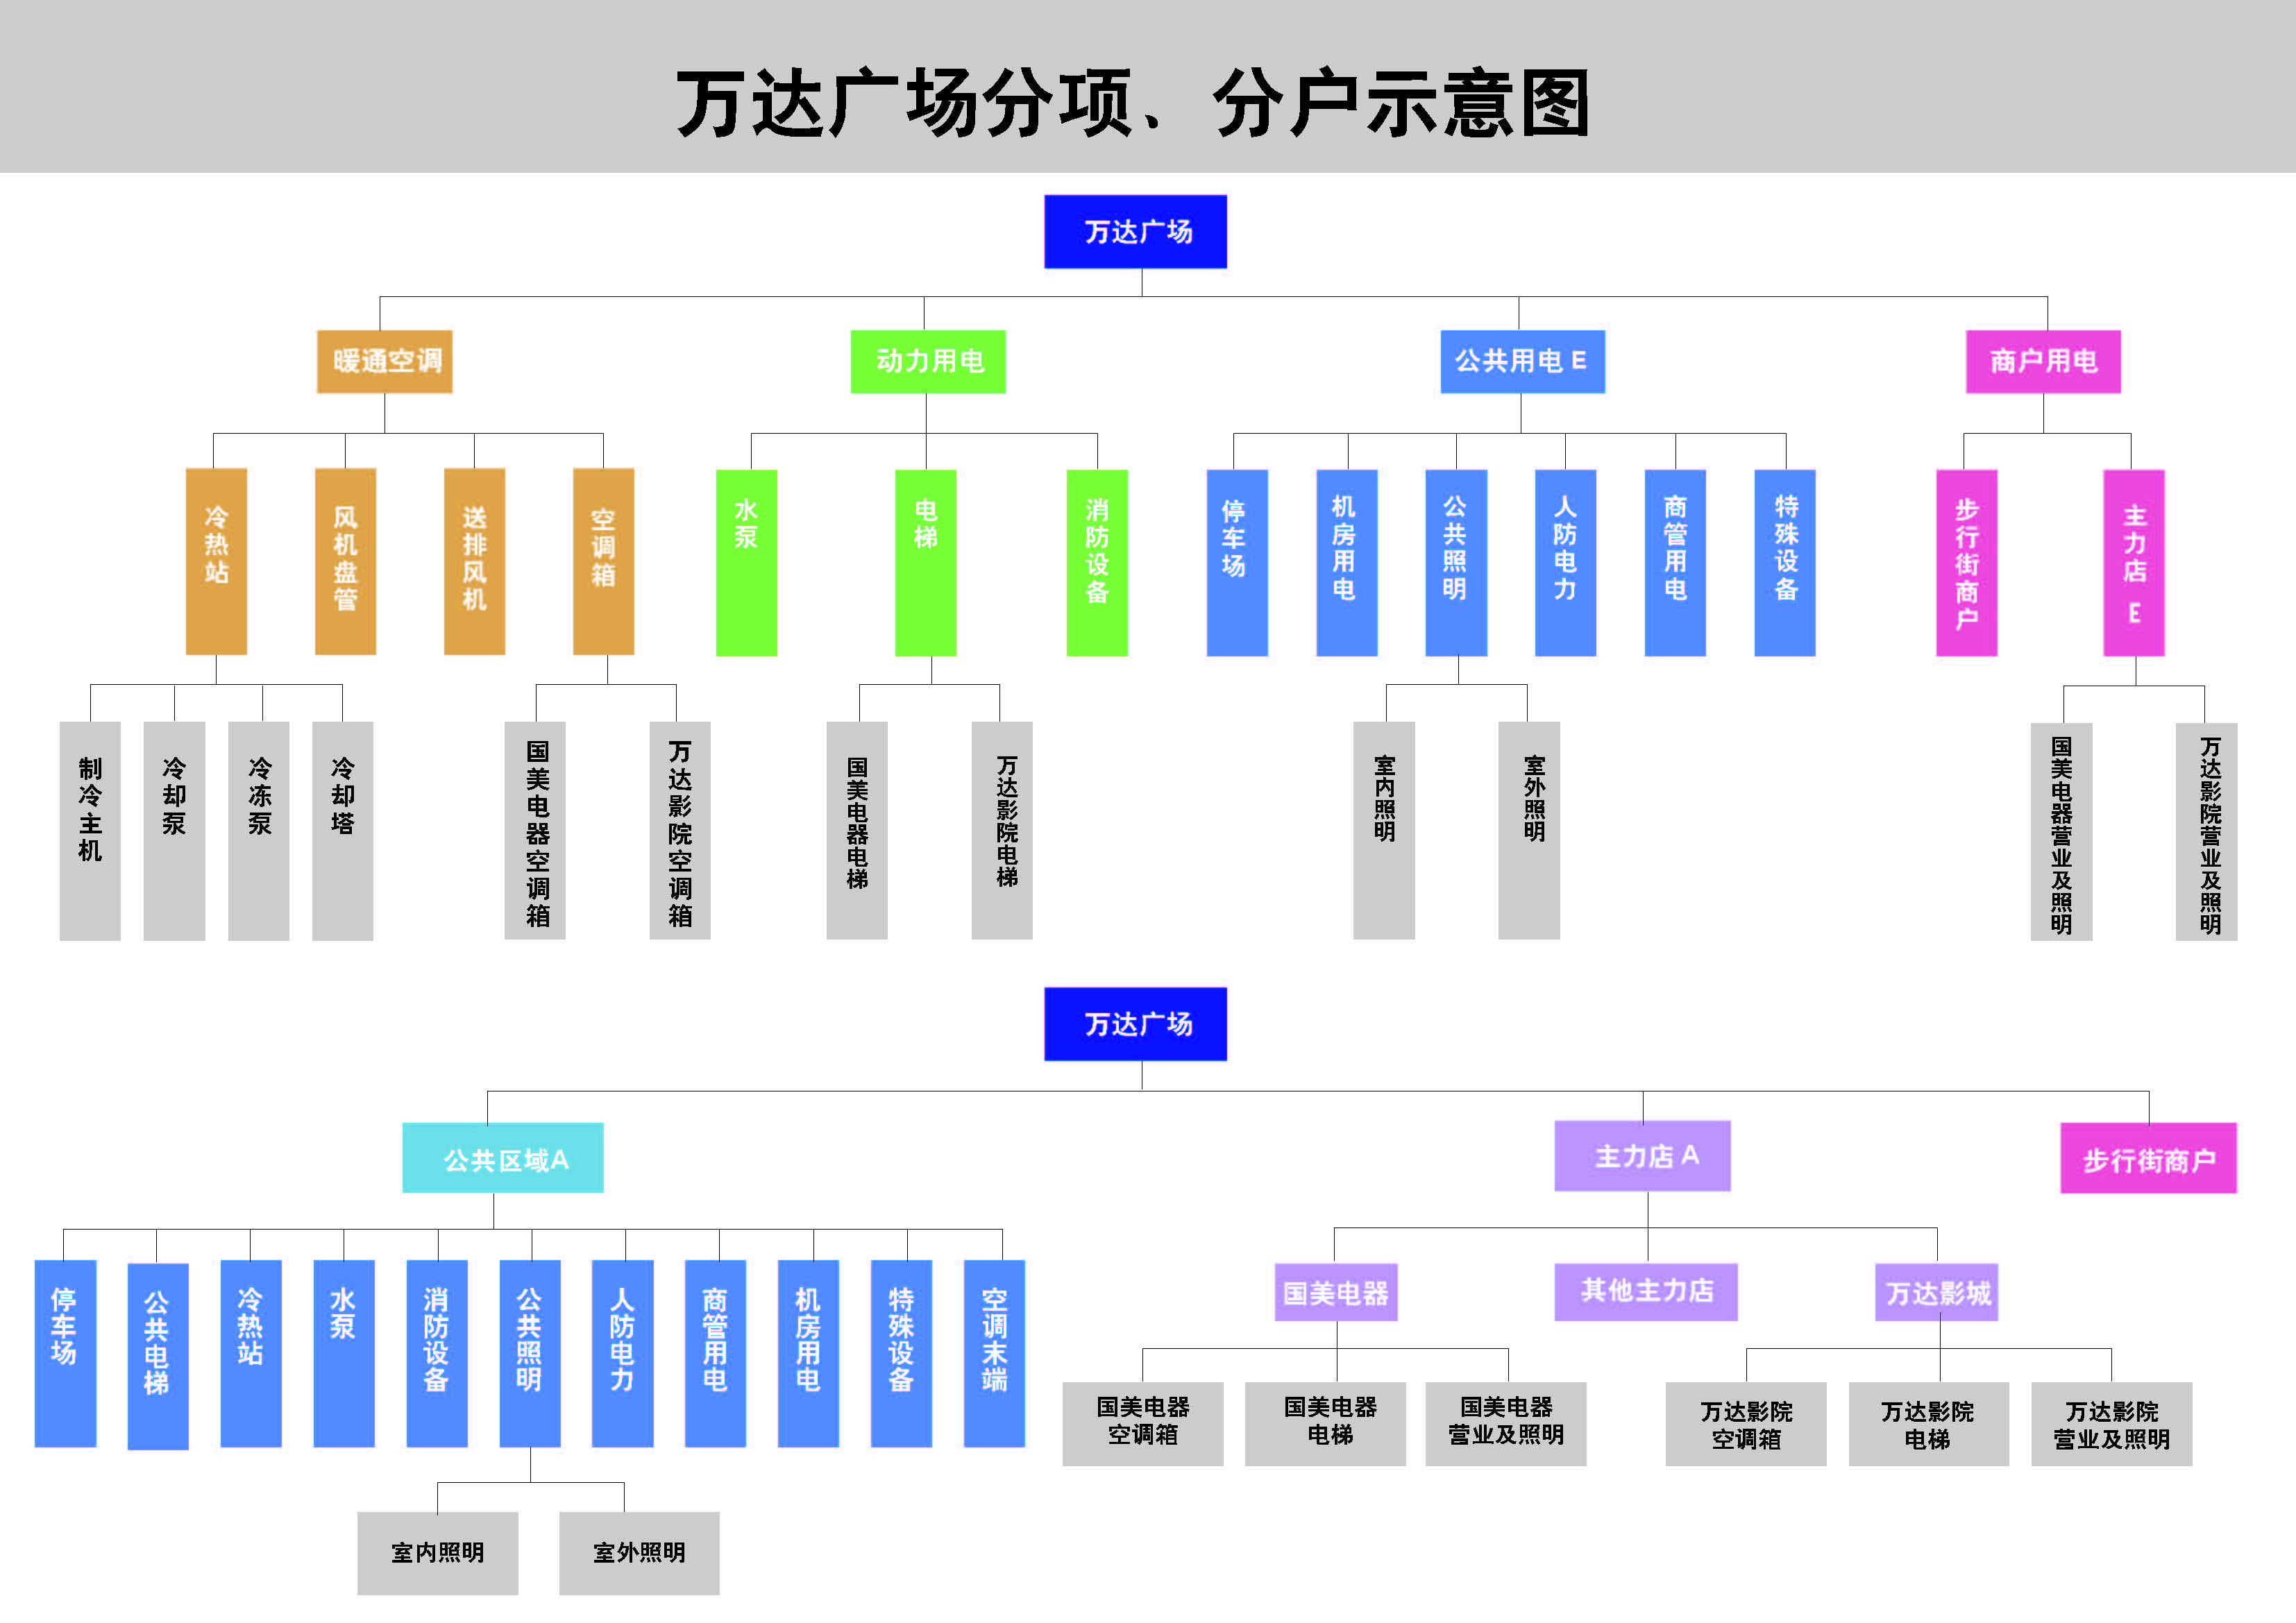 万达广场分项、分户示意图
万达广场
暖通空调
动力用电
公共用电 E
商户用电
冷热站
风机盘管
送排风机
空调箱
水泵
电梯
消防设备
停车场
机房用电
公共照明
人防电力
商管用电
特殊设备
步行街商户
主力店 E
制冷主机
冷却泵
冷冻泵
冷却塔
国美电器空调箱
万达影院空调箱
国美电器电梯
万达影院电梯
室内照明
室外照明
国美电器营业及照明
万达影院营业及照明
万达广场
公共区域A
主力店 A
步行街商户
停车场
公共电梯
冷热站
水泵
消防设备
公共照明
人防电力
商管用电
机房用电
特殊设备
空调末端
国美电器
其他主力店
万达影城
国美电器
空调箱
国美电器
电梯
国美电器
营业及照明
万达影院
空调箱
万达影院
电梯
万达影院
营业及照明
室内照明
室外照明